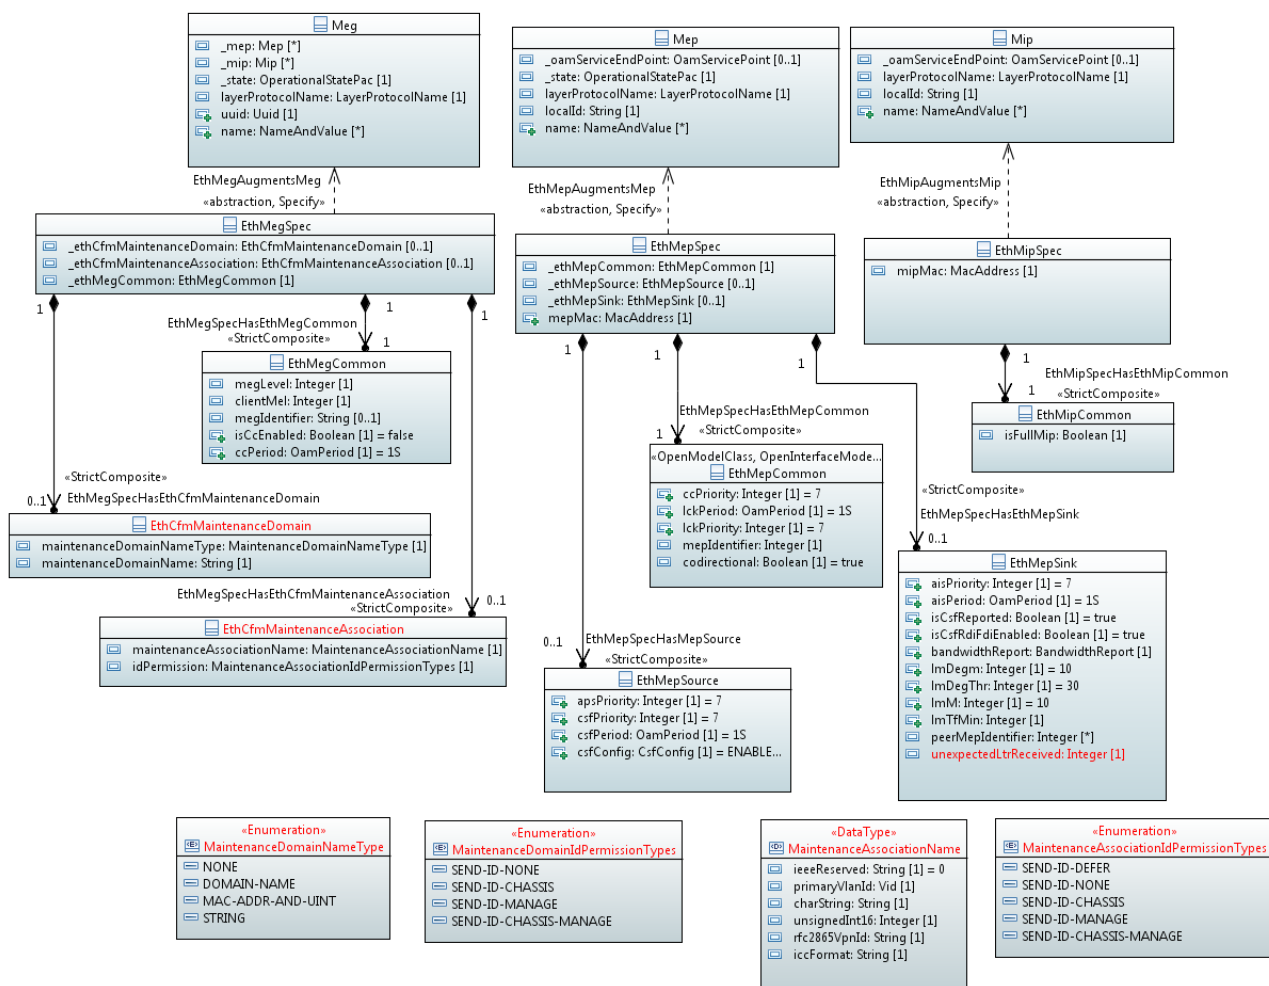 Meg
_mep: Mep [*]
_mip: Mip [*]
_state: OperationalStatePac [1]
layerProtocolName: LayerProtocolName [1]
uuid: Uuid [1]
name: NameAndValue [*]
Mep
_oamServiceEndPoint: OamServicePoint [0..1]
_state: OperationalStatePac [1]
layerProtocolName: LayerProtocolName [1]
localId: String [1]
name: NameAndValue [*]
Mip
_oamServiceEndPoint: OamServicePoint [0..1]
layerProtocolName: LayerProtocolName [1]
localId: String [1]
name: NameAndValue [*]
EthMegAugmentsMeg
«abstraction, Specify»
EthMepAugmentsMep
«abstraction, Specify»
EthMipAugmentsMip
«abstraction, Specify»
EthMegSpec
_ethCfmMaintenanceDomain: EthCfmMaintenanceDomain [0..1]
_ethCfmMaintenanceAssociation: EthCfmMaintenanceAssociation [0..1]
_ethMegCommon: EthMegCommon [1]
EthMepSpec
_ethMepCommon: EthMepCommon [1]
_ethMepSource: EthMepSource [0..1]
_ethMepSink: EthMepSink [0..1]
mepMac: MacAddress [1]
EthMipSpec
mipMac: MacAddress [1]
1
1
1
EthMegSpecHasEthMegCommon
«StrictComposite»
1
EthMegCommon
megLevel: Integer [1]
clientMel: Integer [1]
megIdentifier: String [0..1]
isCcEnabled: Boolean [1] = false
ccPeriod: OamPeriod [1] = 1S
1
1
1
1
EthMipSpecHasEthMipCommon
«StrictComposite»
1
EthMipCommon
isFullMip: Boolean [1]
EthMepSpecHasEthMepCommon
«StrictComposite»
1
«OpenModelClass, OpenInterfaceMode...
EthMepCommon
ccPriority: Integer [1] = 7
lckPeriod: OamPeriod [1] = 1S
lckPriority: Integer [1] = 7
mepIdentifier: Integer [1]
codirectional: Boolean [1] = true
«StrictComposite»
0..1
EthMegSpecHasEthCfmMaintenanceDomain
EthCfmMaintenanceDomain
maintenanceDomainNameType: MaintenanceDomainNameType [1]
maintenanceDomainName: String [1]
«StrictComposite»
EthMepSpecHasEthMepSink
0..1
EthMepSink
aisPriority: Integer [1] = 7
aisPeriod: OamPeriod [1] = 1S
isCsfReported: Boolean [1] = true
isCsfRdiFdiEnabled: Boolean [1] = true
bandwidthReport: BandwidthReport [1]
lmDegm: Integer [1] = 10
lmDegThr: Integer [1] = 30
lmM: Integer [1] = 10
lmTfMin: Integer [1]
peerMepIdentifier: Integer [*]
unexpectedLtrReceived: Integer [1]
EthMegSpecHasEthCfmMaintenanceAssociation
«StrictComposite»
0..1
EthCfmMaintenanceAssociation
maintenanceAssociationName: MaintenanceAssociationName [1]
idPermission: MaintenanceAssociationIdPermissionTypes [1]
0..1
EthMepSpecHasMepSource
«StrictComposite»
EthMepSource
apsPriority: Integer [1] = 7
csfPriority: Integer [1] = 7
csfPeriod: OamPeriod [1] = 1S
csfConfig: CsfConfig [1] = ENABLE...
«Enumeration»
MaintenanceDomainNameType
NONE
DOMAIN-NAME
MAC-ADDR-AND-UINT
STRING
«Enumeration»
MaintenanceDomainIdPermissionTypes
SEND-ID-NONE
SEND-ID-CHASSIS
SEND-ID-MANAGE
SEND-ID-CHASSIS-MANAGE
«DataType»
MaintenanceAssociationName
ieeeReserved: String [1] = 0
primaryVlanId: Vid [1]
charString: String [1]
unsignedInt16: Integer [1]
rfc2865VpnId: String [1]
iccFormat: String [1]
«Enumeration»
MaintenanceAssociationIdPermissionTypes
SEND-ID-DEFER
SEND-ID-NONE
SEND-ID-CHASSIS
SEND-ID-MANAGE
SEND-ID-CHASSIS-MANAGE